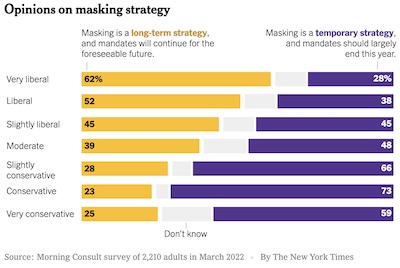 Opinions on masking strategy
Masking is a long-term strategy,
and mandates will continue for the
foreseeable future.
Masking is a temporary strategy,
and mandates should largely
end this year.
Very liberal 62% 28%
Liberal 52 38
Slightly liberal 45 45
Moderate 39 48
Slightly
conservative 28 66
Conservative 23 73
Very conservative 25 59
Don't know
Source: Morning Consult survey of 2,210 adults in March 2022 • By The New York Times